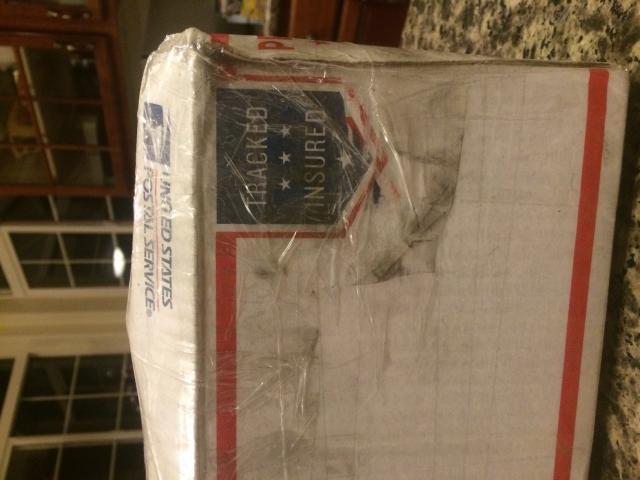 TRACKED
INSURED
UNITED STATES
POSTAL SERVICE®